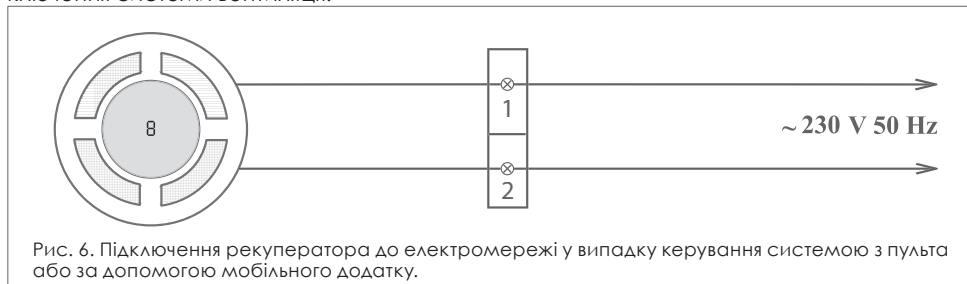 8
1
~ 230 V 50 Hz
2
Рис. 6. Підключення рекуператора до електромережі у випадку керування системою з пульта
або за допомогою мобільного додатку.